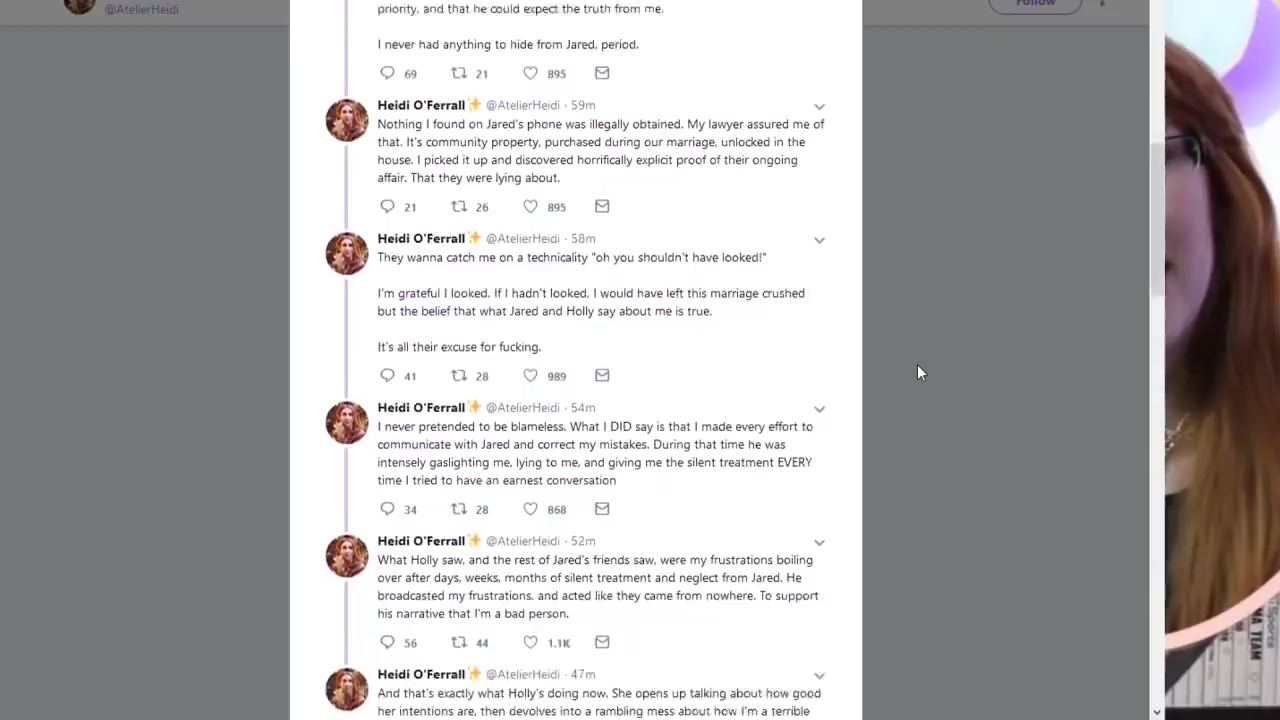 @AtelierHeidi
Follow
priority, and that he could expect the truth from me.
I never had anything to hide from Jared, period.
69 21 895
Heidi O'Ferrall✨ @AtelierHeidi · 59m
Nothing I found on Jared's phone was illegally obtained. My lawyer assured me of
that. It's community property, purchased during our marriage, unlocked in the
house. I picked it up and discovered horrifically explicit proof of their ongoing
affair. That they were lying about.
21 26 895
Heidi O'Ferrall✨ @AtelierHeidi · 58m
They wanna catch me on a technicality "oh you shouldn't have looked!"
I'm grateful I looked. If I hadn't looked, I would have left this marriage crushed
but the belief that what Jared and Holly say about me is true.
It's all their excuse for fucking.
41 28 989
Heidi O'Ferrall✨ @AtelierHeidi · 54m
I never pretended to be blameless. What I DID say is that I made every effort to
communicate with Jared and correct my mistakes. During that time he was
intensely gaslighting me, lying to me, and giving me the silent treatment EVERY
time I tried to have an earnest conversation
34 28 868
Heidi O'Ferrall✨ @AtelierHeidi · 52m
What Holly saw, and the rest of Jared's friends saw, were my frustrations boiling
over after days, weeks, months of silent treatment and neglect from Jared. He
broadcasted my frustrations, and acted like they came from nowhere. To support
his narrative that I'm a bad person.
56 44 1.1K
Heidi O'Ferrall✨ @AtelierHeidi · 47m
And that's exactly what Holly's doing now. She opens up talking about how good
her intentions are, then devolves into a rambling mess about how I'm a terrible